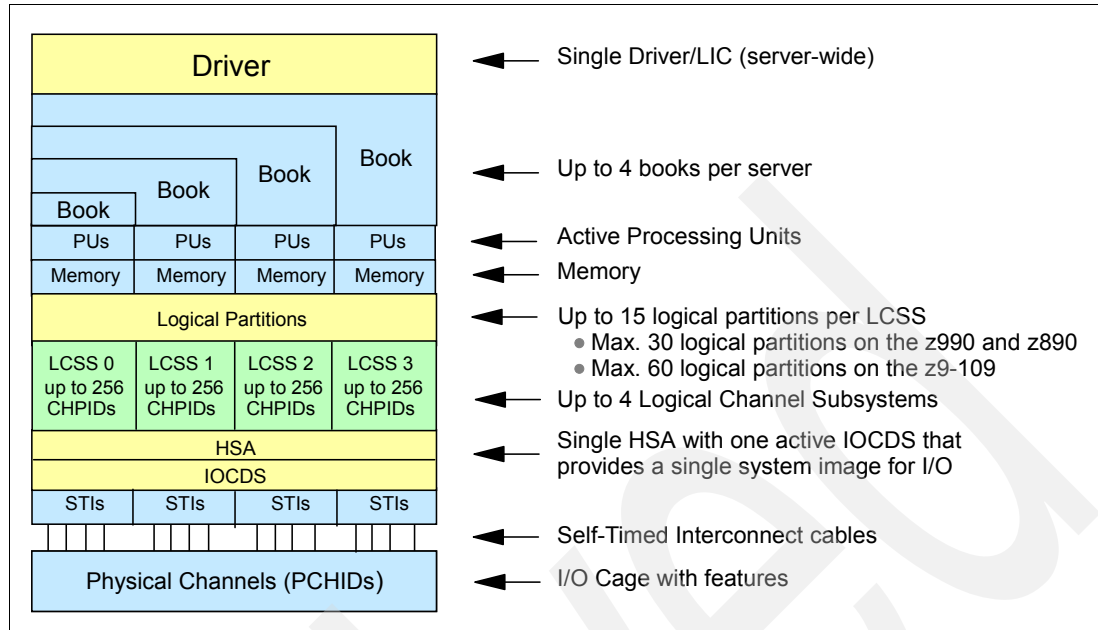 Driver
Single Driver/LIC (server-wide)
Book
Book
Book
Book
Up to 4 books per server
PUs PUs PUs PUs
Active Processing Units
Memory Memory Memory Memory
Memory
Logical Partitions
Up to 15 logical partitions per LCSS
● Max. 30 logical partitions on the z990 and z890
● Max. 60 logical partitions on the z9-109
LCSS 0 LCSS 1 LCSS 2 LCSS 3
up to 256 up to 256 up to 256 up to 256
CHPIDs CHPIDs CHPIDs CHPIDs
Up to 4 Logical Channel Subsystems
HSA
IOCDS
Single HSA with one active IOCDS that
provides a single system image for I/O
STIs STIs STIs STIs
Self-Timed Interconnect cables
Physical Channels (PCHIDs)
I/O Cage with features